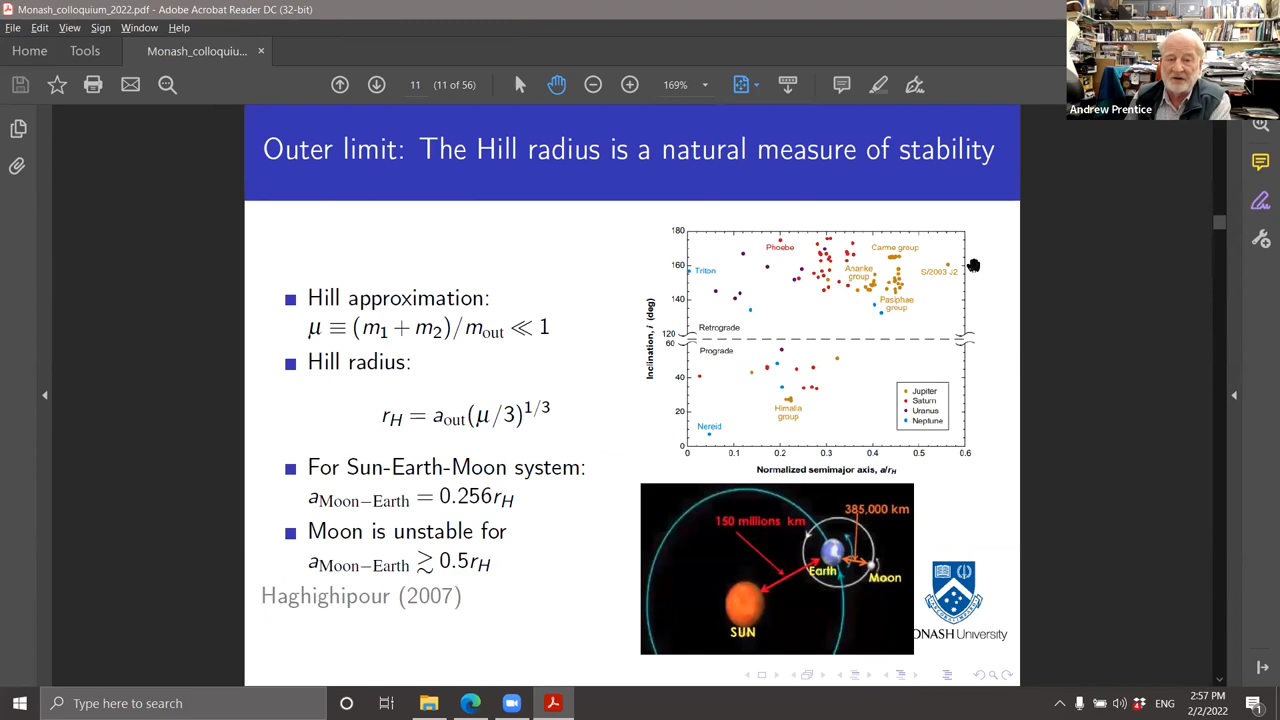 Monash_colloquium_2022.pdf - Adobe Acrobat Reader DC (32-bit)
File Edit View Sign Window Help
Home Tools Monash_colloquiu... ×
11 (11 of 35) 169%
Andrew Prentice
Outer limit: The Hill radius is a natural measure of stability
Hill approximation:
μ ≡ (m1 + m2)/mout ≪ 1
Hill radius:
rH = aout(μ/3)^1/3
For Sun-Earth-Moon system:
aMoon−Earth = 0.256rH
Moon is unstable for
aMoon−Earth ≳ 0.5rH
Haghighipour (2007)
180
160
140
120
60
40
20
0
Inclination, i (deg)
Phoebe
Carme group
Triton
Ananke
group
S/2003 J2
Pasiphae
group
Retrograde
Prograde
Himalia
group
Nereid
Jupiter
Saturn
Uranus
Neptune
0 0.1 0.2 0.3 0.4 0.5 0.6
Normalized semimajor axis, a/rH
385,000 km
150 millions km
Earth
Moon
SUN
ONASH University
Type here to search
ENG
2:57 PM
2/2/2022
1